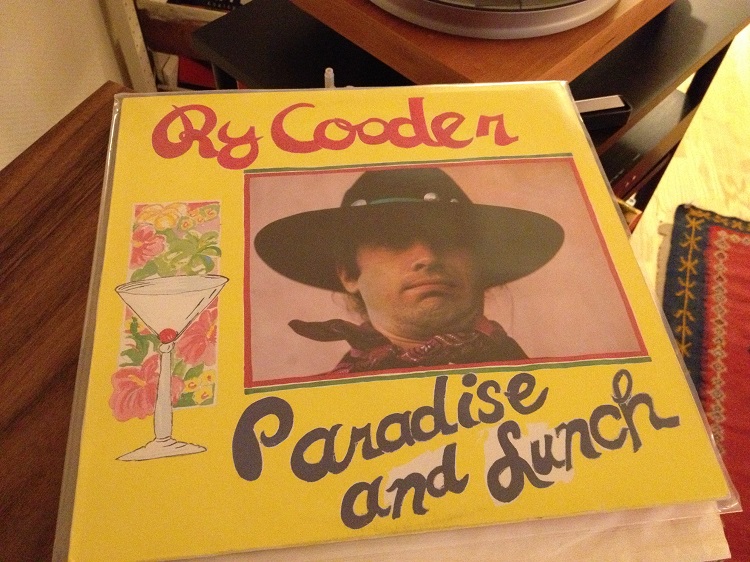 Ry Cooder
Paradise
and Lunch